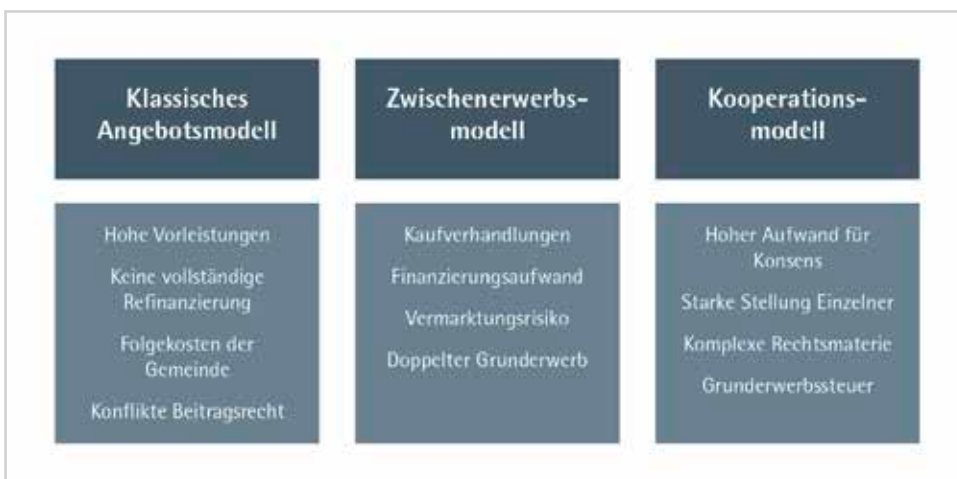 Klassisches
Angebotsmodell
Hohe Vorleistungen
Keine vollständige
Refinanzierung
Folgekosten der
Gemeinde
Konflikte Beitragsrecht
Zwischenerwerbs-
modell
Kaufverhandlungen
Finanzierungsaufwand
Vermarktungsrisiko
Doppelter Grunderwerb
Kooperations-
modell
Hoher Aufwand für
Konsens
Starke Stellung Einzelner
Komplexe Rechtsmaterie
Grunderwerbssteuer